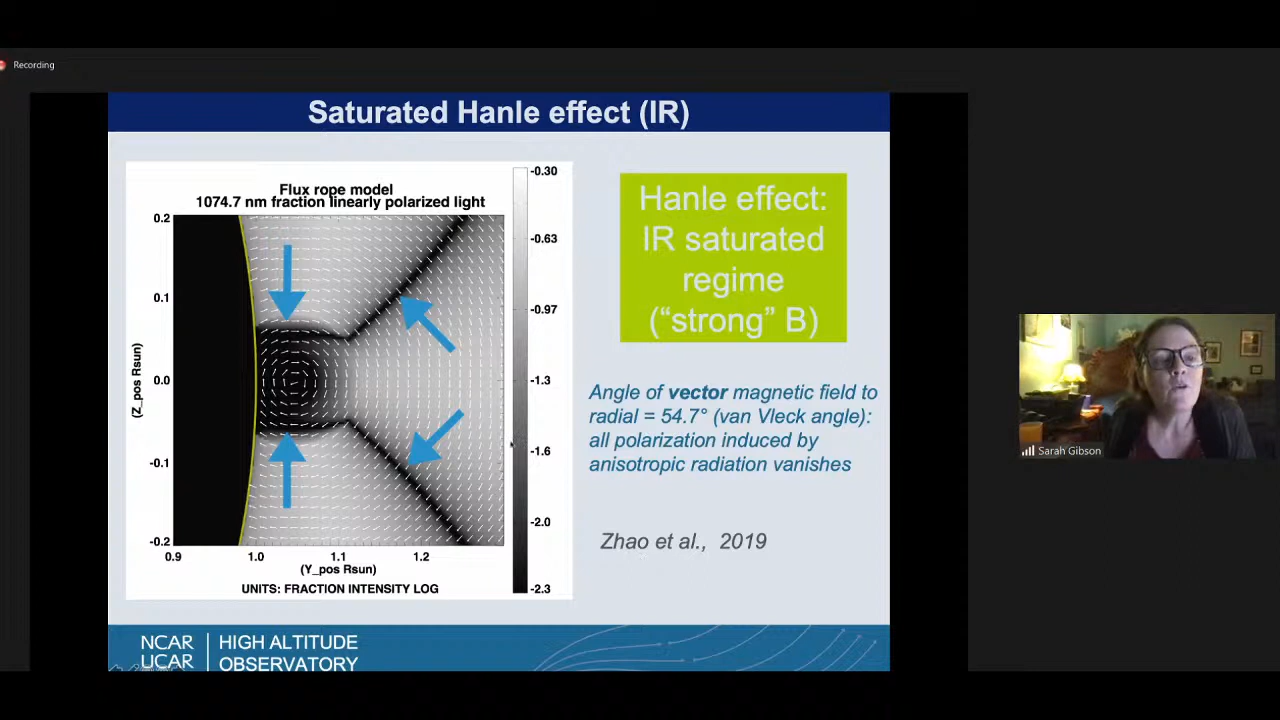 Recording
Saturated Hanle effect (IR)
Flux rope model
1074.7 nm fraction linearly polarized light
0.2
0.1
0.0
-0.1
-0.2
(Z_pos Rsun)
0.9
1.0
1.1
1.2
(Y_pos Rsun)
UNITS: FRACTION INTENSITY LOG
-0.30
-0.63
-0.97
-1.3
-1.6
-2.0
-2.3
Hanle effect:
IR saturated
regime
(“strong” B)
Angle of vector magnetic field to
radial = 54.7° (van Vleck angle):
all polarization induced by
anisotropic radiation vanishes
Zhao et al., 2019
NCAR
UCAR
HIGH ALTITUDE
OBSERVATORY
Sarah Gibson